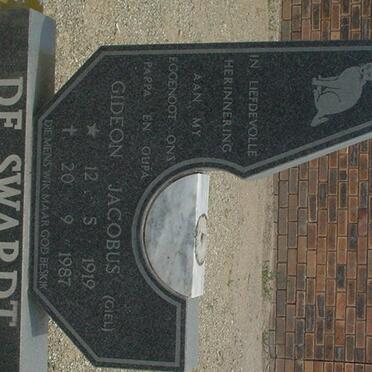 IN LIEFDEVOLLE
HERINNERING
AAN MY
EGGENOOT, ONS
PAPPA EN OUPA
GIDEON JACOBUS (GIEL)
★ 12 . 5 . 1919
✝ 20 . 9 . 1987
DIE MENS WIK MAAR GOD BESKIK
DE SWARDT